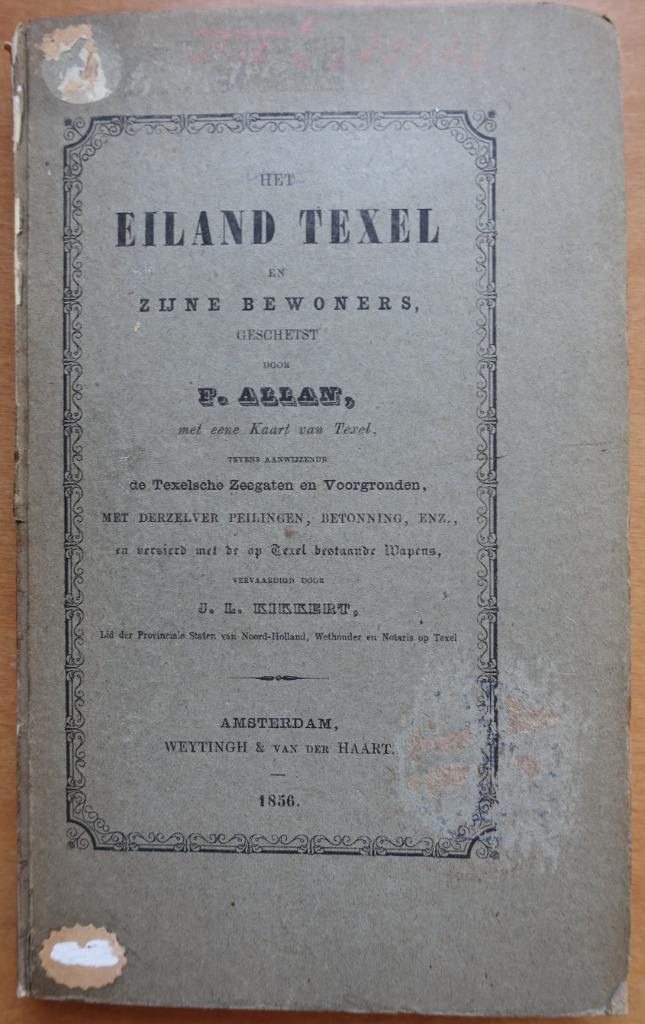 HET
EILAND TEXEL
EN
ZIJNE BEWONERS,
GESCHETST
DOOR
F. ALLAN,
met eene Kaart van Texel,
TEVENS AANWIJZENDE
de Texelsche Zeegaten en Voorgronden,
MET DERZELVER PEILINGEN, BETONNING, ENZ.,
en versierd met de op Texel bestaande Wapens,
VERVAARDIGD DOOR
J. L. KIKKERT,
Lid der Provinciale Staten van Noord-Holland, Wethouder en Notaris op Texel
AMSTERDAM,
WEYTINGH & VAN DER HAART.
1856.